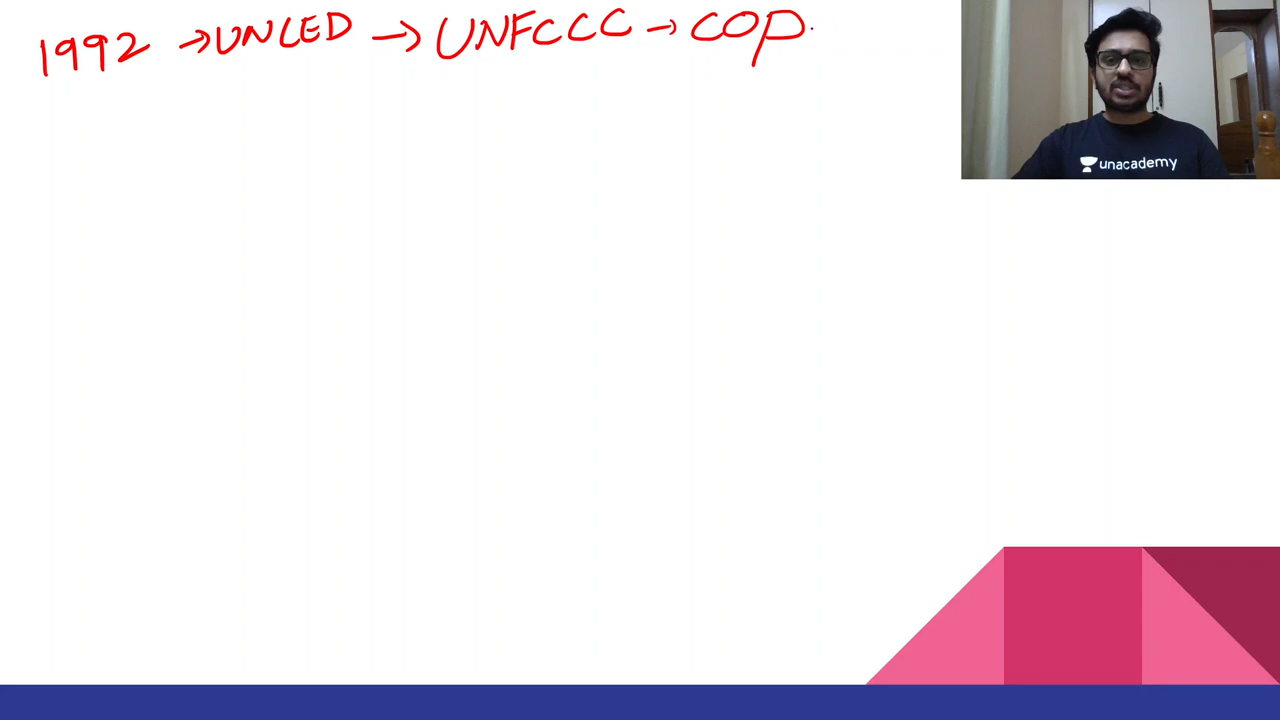 1992 → UNCED → UNFCCC → COP.
unacademy